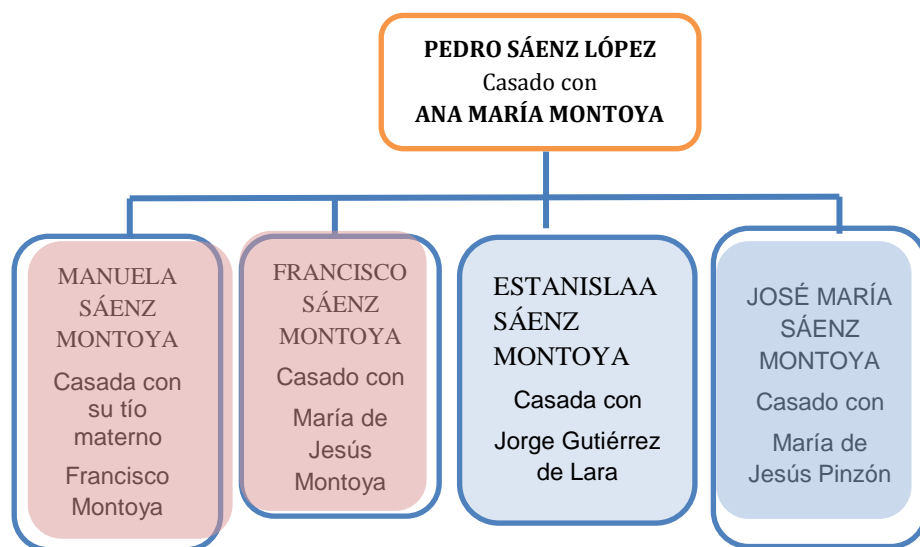 PEDRO SÁENZ LÓPEZ
Casado con
ANA MARÍA MONTOYA
MANUELA
SÁENZ
MONTOYA
Casada con
su tío
materno
Francisco
Montoya
FRANCISCO
SÁENZ
MONTOYA
Casado con
María de
Jesús
Montoya
ESTANISLAA
SÁENZ
MONTOYA
Casada con
Jorge Gutiérrez
de Lara
JOSÉ MARÍA
SÁENZ
MONTOYA
Casado con
María de
Jesús Pinzón